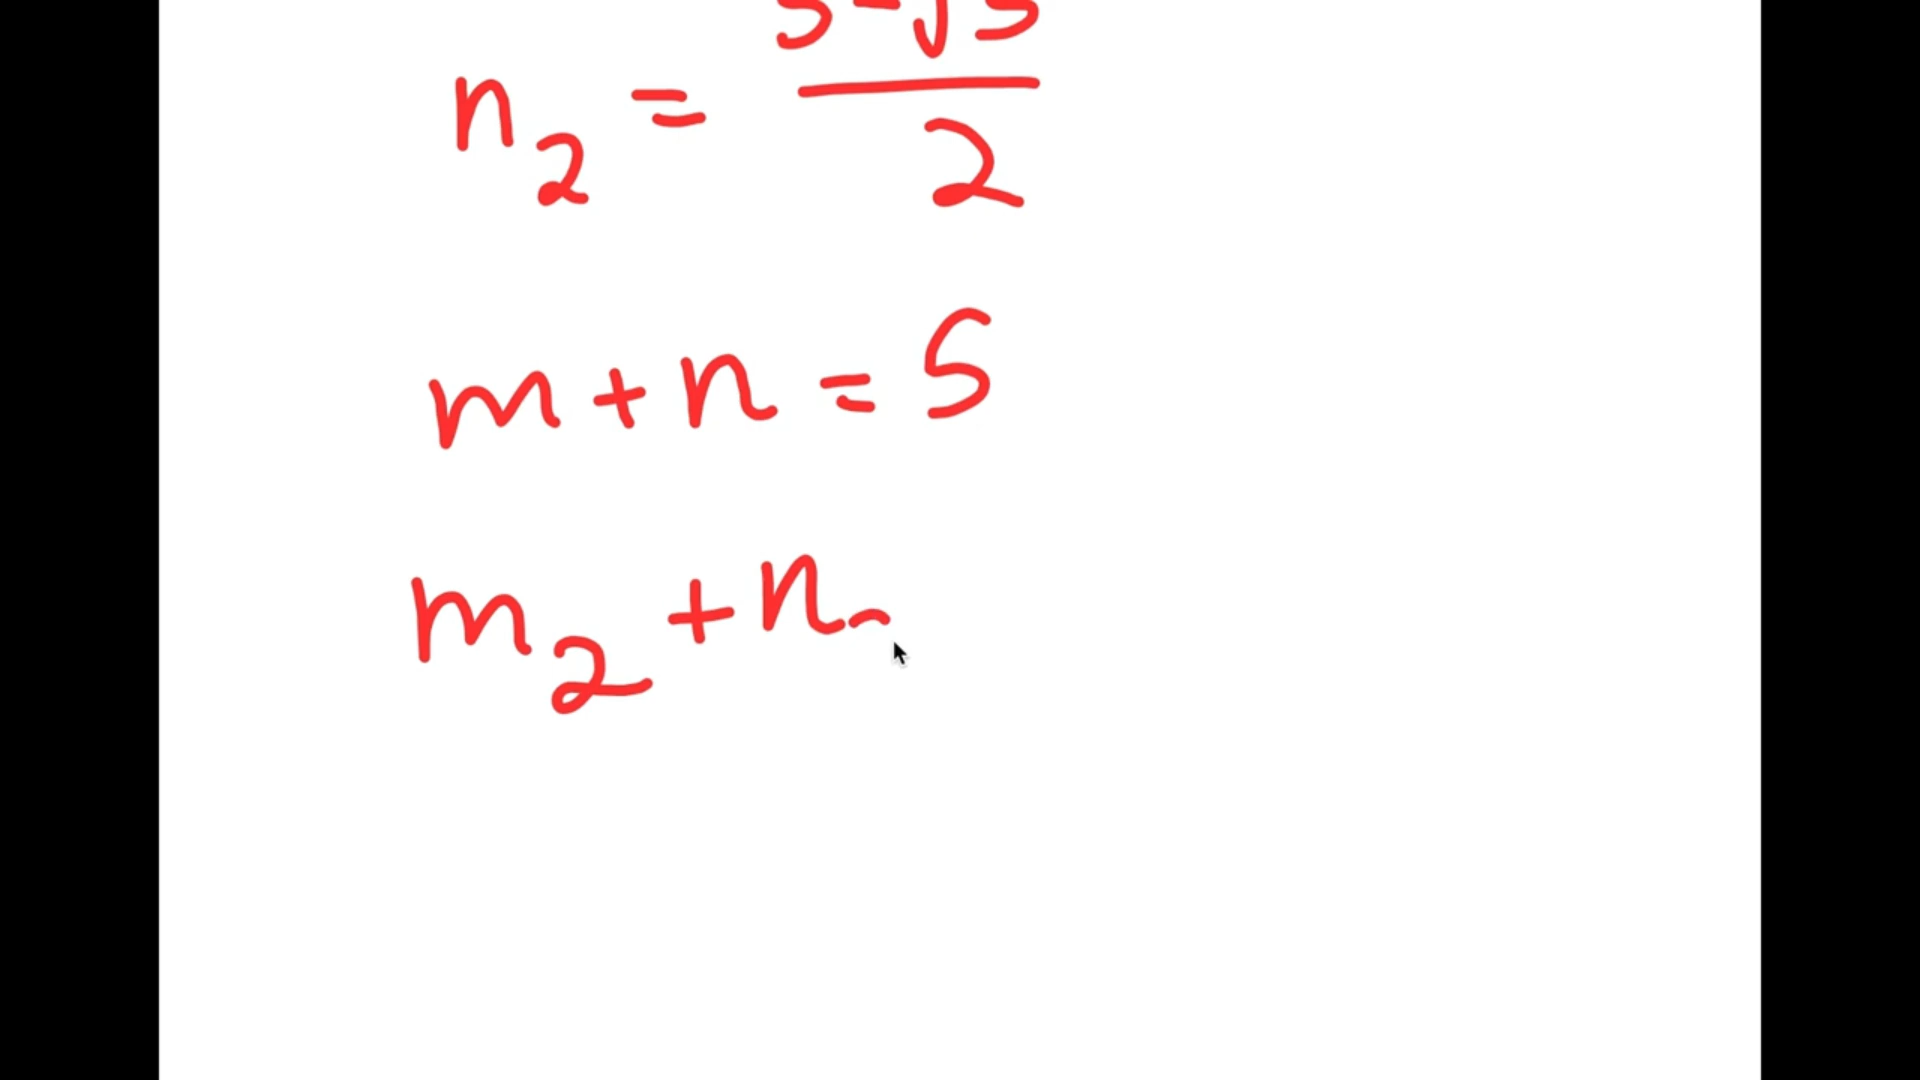 n₂ = /2
m + n = 5
m₂ + n